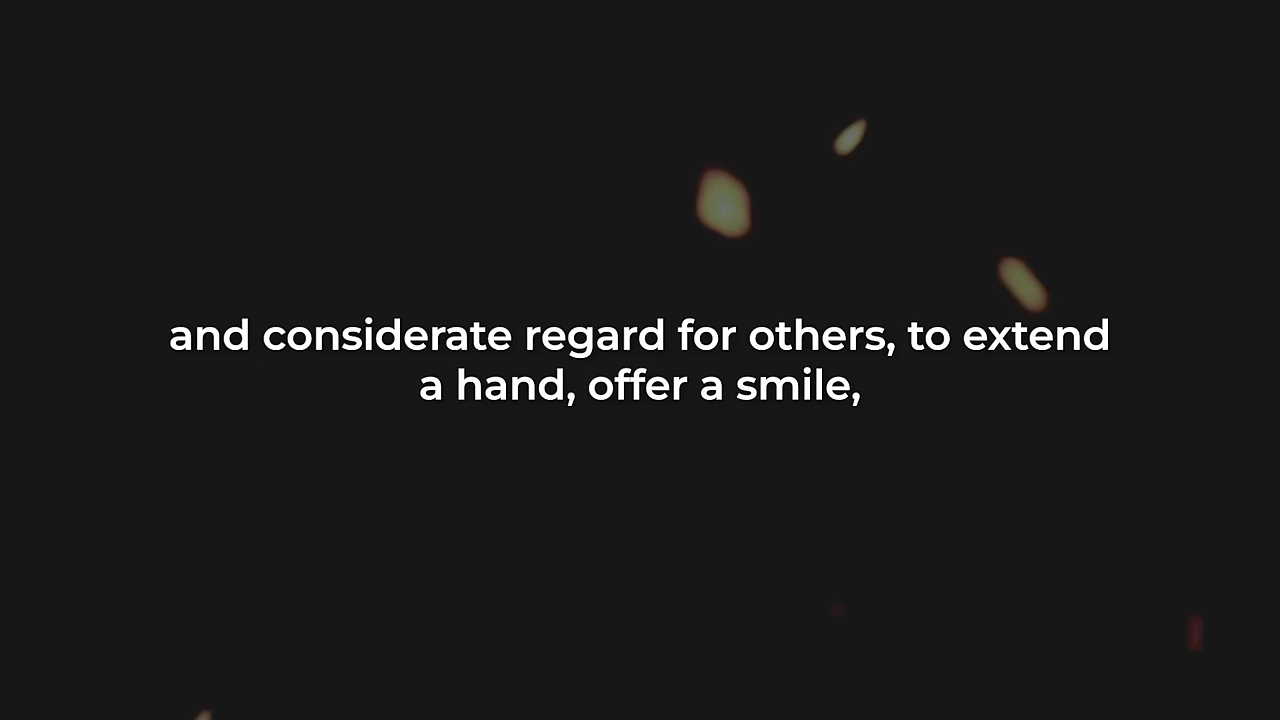 and considerate regard for others, to extend
a hand, offer a smile,